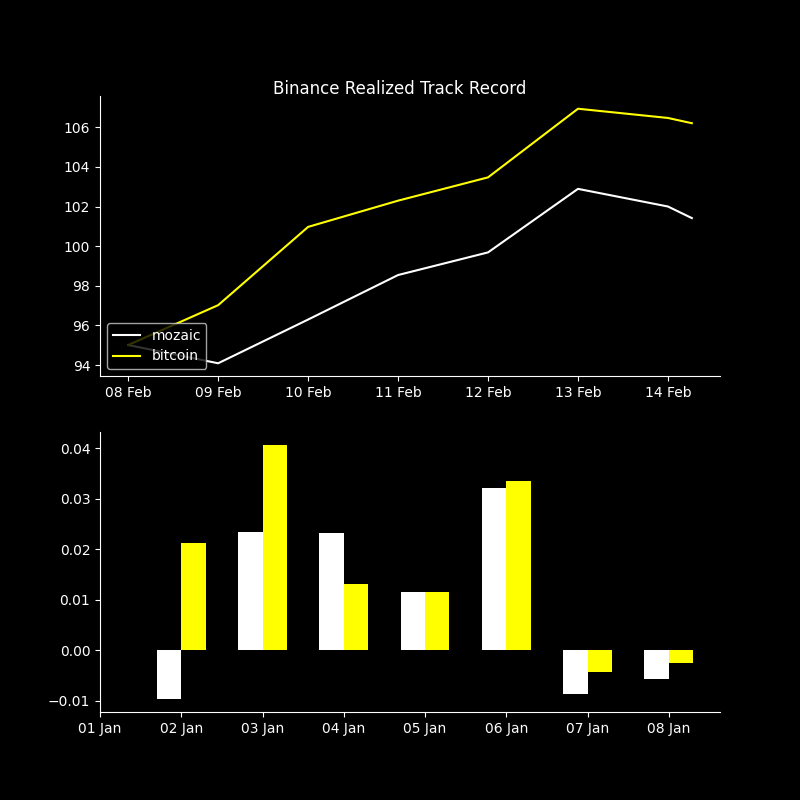 Binance Realized Track Record
106
104
102
100
98
96
94
mozaic
bitcoin
08 Feb 09 Feb 10 Feb 11 Feb 12 Feb 13 Feb 14 Feb
0.04
0.03
0.02
0.01
0.00
−0.01
01 Jan 02 Jan 03 Jan 04 Jan 05 Jan 06 Jan 07 Jan 08 Jan